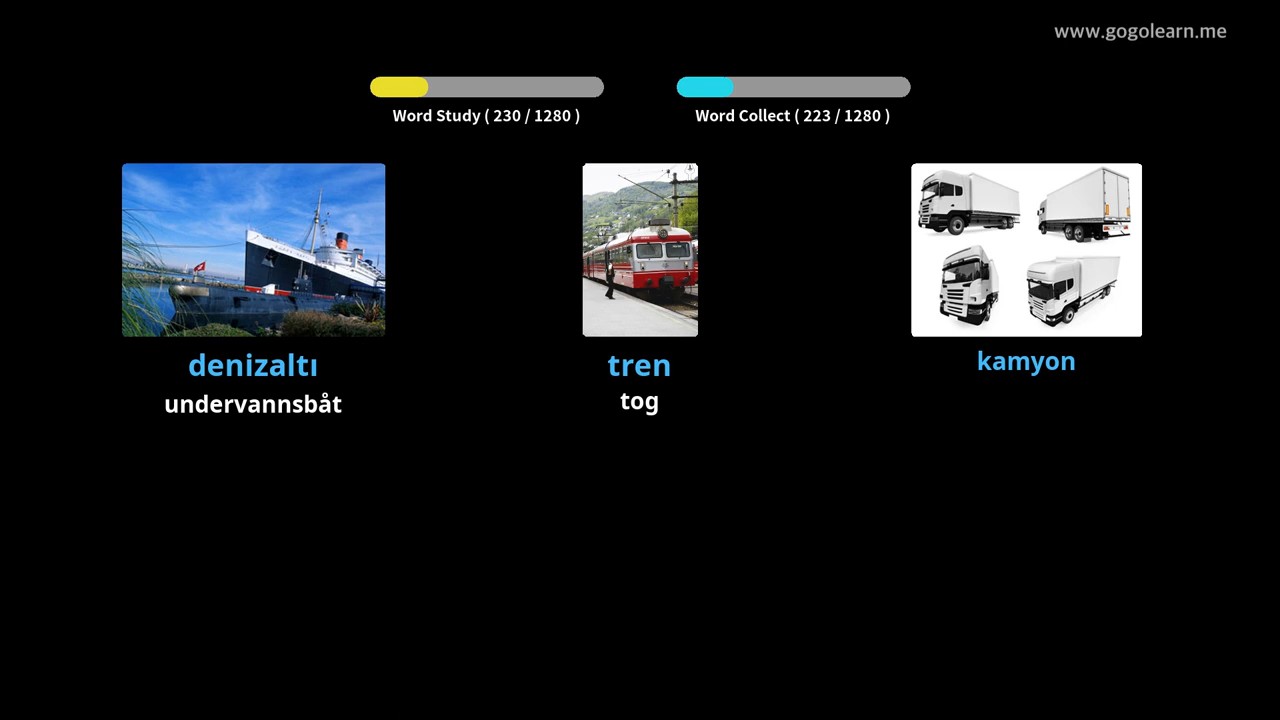 www.gogolearn.me
Word Study ( 230 / 1280 )
Word Collect ( 223 / 1280 )
denizaltı
undervannsbåt
tren
tog
kamyon